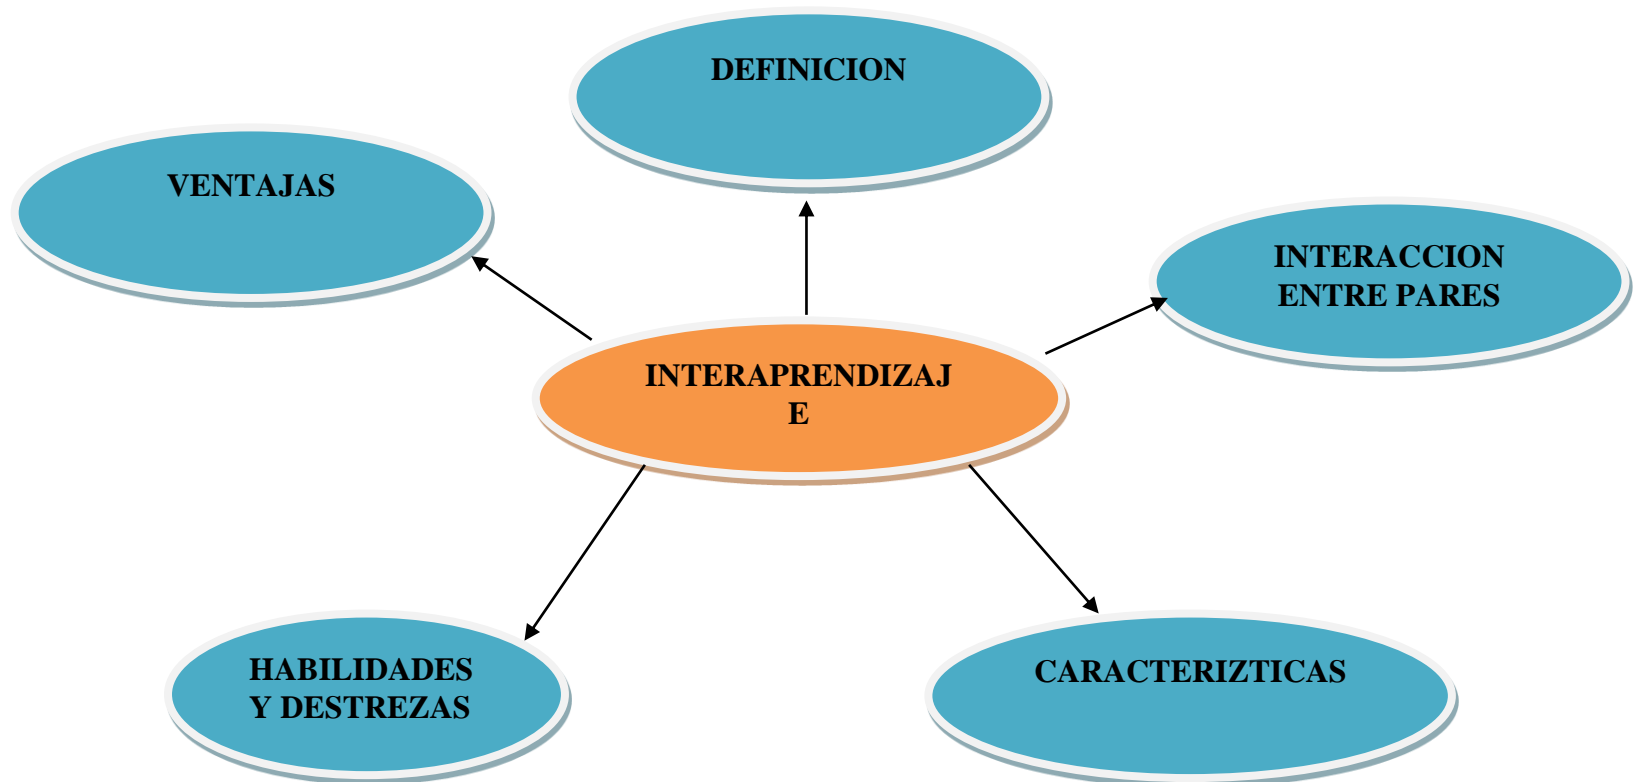 DEFINICION
VENTAJAS
INTERACCION
ENTRE PARES
INTERAPRENDIZAJ
E
HABILIDADES
Y DESTREZAS
CARACTERIZTICAS